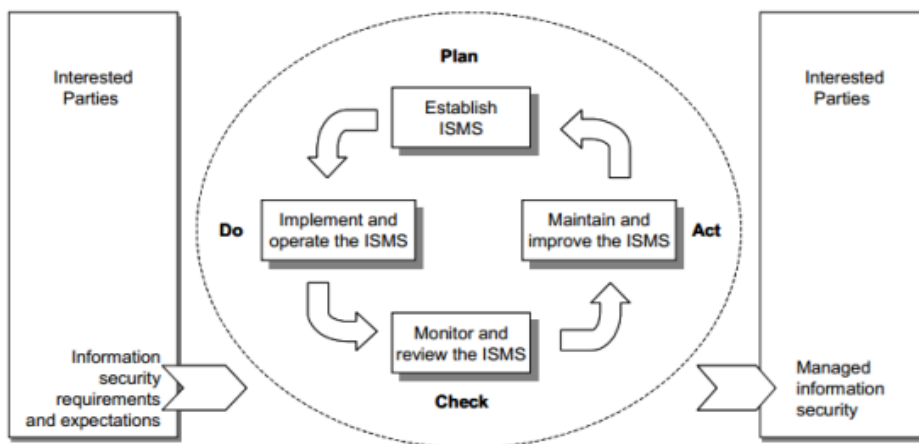 Interested
Parties
Information
security
requirements
and expectations
Plan
Establish
ISMS
Do
Implement and
operate the ISMS
Maintain and
improve the ISMS
Act
Monitor and
review the ISMS
Check
Interested
Parties
Managed
information
security